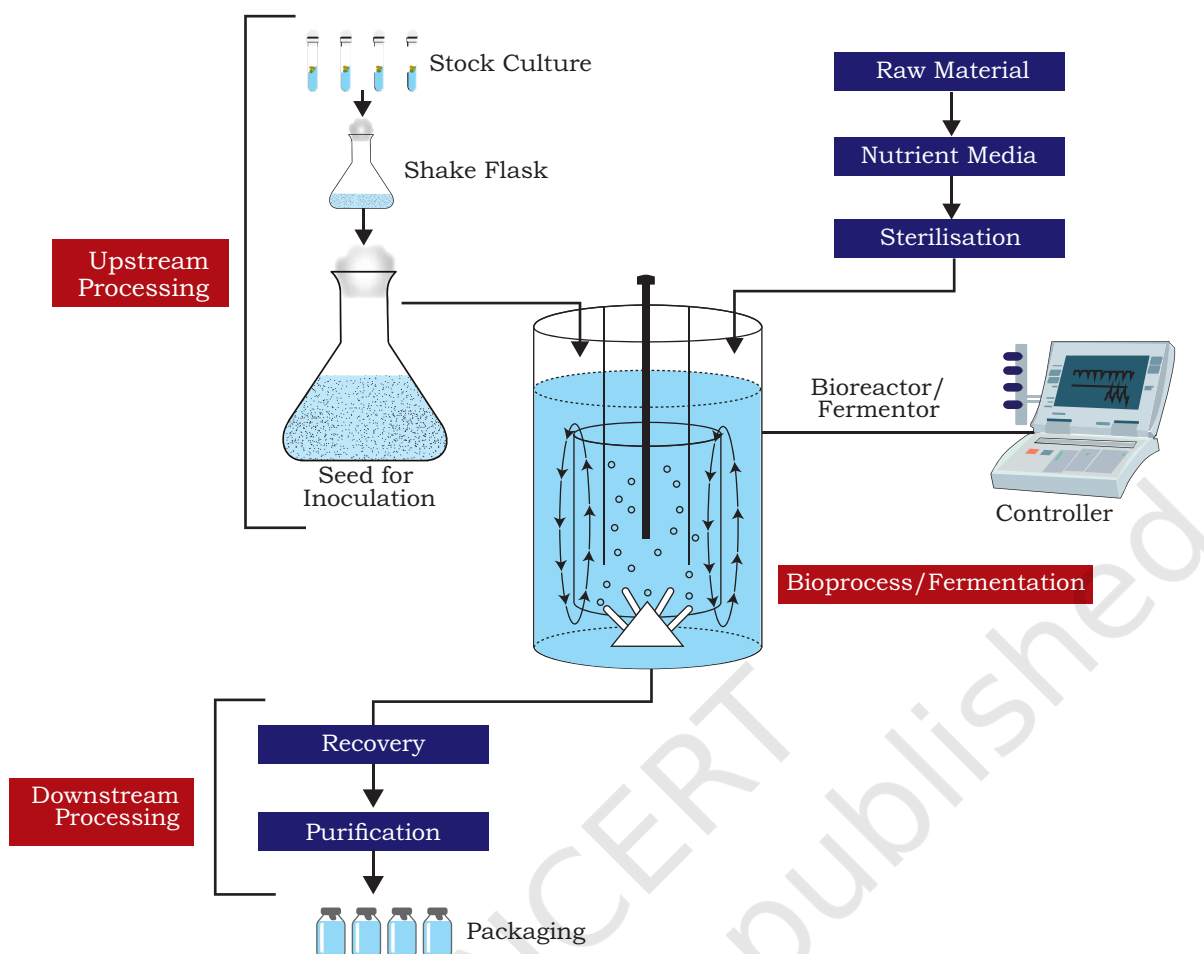 Stock Culture
Shake Flask
Upstream
Processing
Seed for
Inoculation
Raw Material
Nutrient Media
Sterilisation
Bioreactor/
Fermentor
Controller
Bioprocess/Fermentation
Downstream
Processing
Recovery
Purification
Packaging
NCERT
published